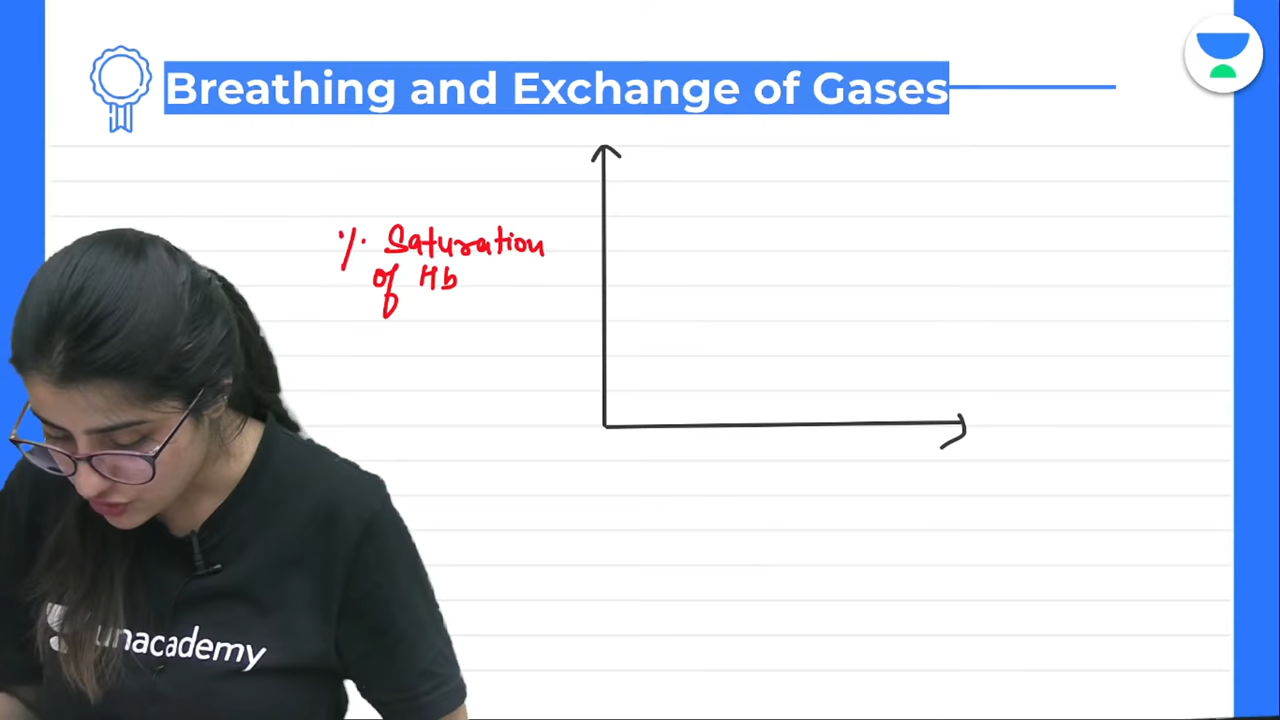 Breathing and Exchange of Gases
% Saturation
of Hb
unacademy